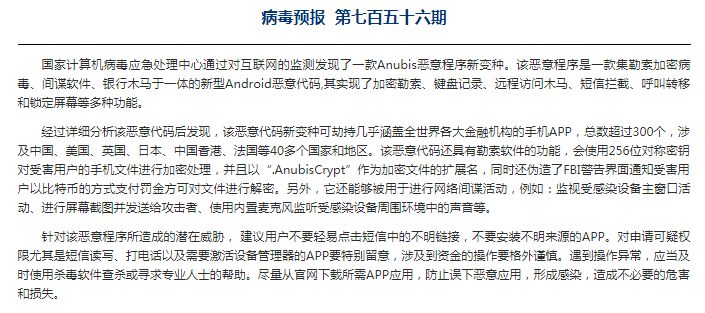 病毒预报 第七百五十六期
国家计算机病毒应急处理中心通过对互联网的监测发现了一款Anubis恶意程序新变种。该恶意程序是一款集勒索加密病
毒、间谍软件、银行木马于一体的新型Android恶意代码,其实现了加密勒索、键盘记录、远程访问木马、短信拦截、呼叫转移
和锁定屏幕等多种功能。
经过详细分析该恶意代码后发现，该恶意代码新变种可劫持几乎涵盖全世界各大金融机构的手机APP，总数超过300个，涉
及中国、美国、英国、日本、中国香港、法国等40多个国家和地区。该恶意代码还具有勒索软件的功能，会使用256位对称密钥
对受害用户的手机文件进行加密处理，并且以“.AnubisCrypt”作为加密文件的扩展名，同时还伪造了FBI警告界面通知受害用
户以比特币的方式支付罚金方可对文件进行解密。另外，它还能够被用于进行网络间谍活动，例如：监视受感染设备主窗口活
动、进行屏幕截图并发送给攻击者、使用内置麦克风监听受感染设备周围环境中的声音等。
针对该恶意程序所造成的潜在威胁， 建议用户不要轻易点击短信中的不明链接，不要安装不明来源的APP。对申请可疑权
限尤其是短信读写、打电话以及需要激活设备管理器的APP要特别留意，涉及到资金的操作要格外谨慎。遇到操作异常，应当及
时使用杀毒软件查杀或寻求专业人士的帮助。尽量从官网下载所需APP应用，防止误下恶意应用，形成感染，造成不必要的危害
和损失。